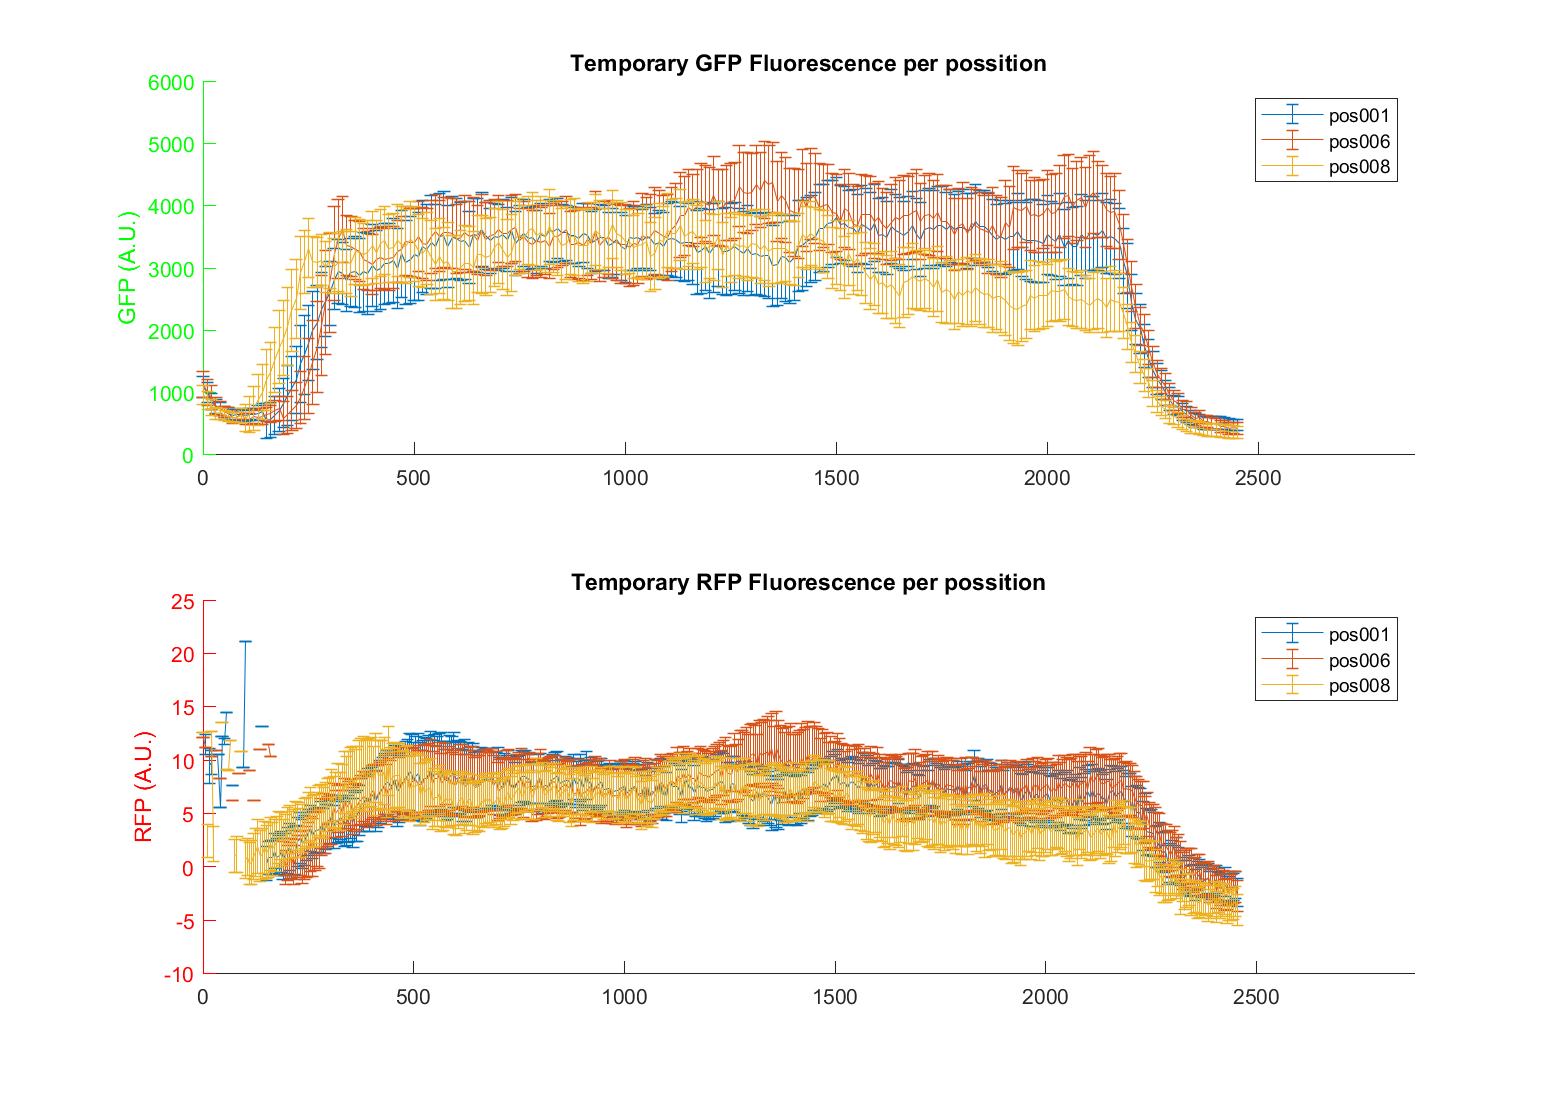 Temporary GFP Fluorescence per possition
GFP (A.U.)
6000
5000
4000
3000
2000
1000
0
0 500 1000 1500 2000 2500
pos001
pos006
pos008
Temporary RFP Fluorescence per possition
RFP (A.U.)
25
20
15
10
5
0
-5
-10
0 500 1000 1500 2000 2500
pos001
pos006
pos008